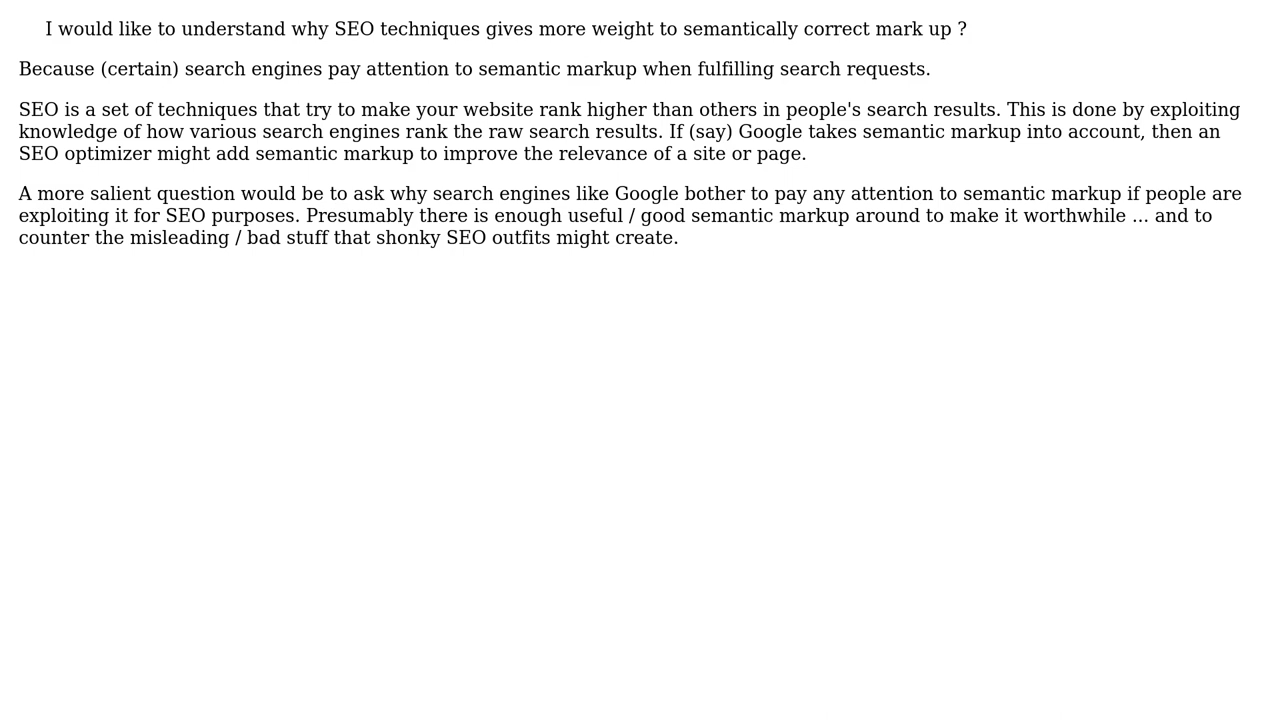 I would like to understand why SEO techniques gives more weight to semantically correct mark up ?
Because (certain) search engines pay attention to semantic markup when fulfilling search requests.
SEO is a set of techniques that try to make your website rank higher than others in people's search results. This is done by exploiting
knowledge of how various search engines rank the raw search results. If (say) Google takes semantic markup into account, then an
SEO optimizer might add semantic markup to improve the relevance of a site or page.
A more salient question would be to ask why search engines like Google bother to pay any attention to semantic markup if people are
exploiting it for SEO purposes. Presumably there is enough useful / good semantic markup around to make it worthwhile ... and to
counter the misleading / bad stuff that shonky SEO outfits might create.